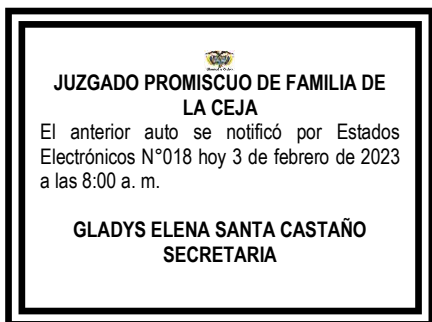 JUZGADO PROMISCUO DE FAMILIA DE
LA CEJA
El anterior auto se notificó por Estados
Electrónicos N°018 hoy 3 de febrero de 2023
a las 8:00 a. m.
GLADYS ELENA SANTA CASTAÑO
SECRETARIA